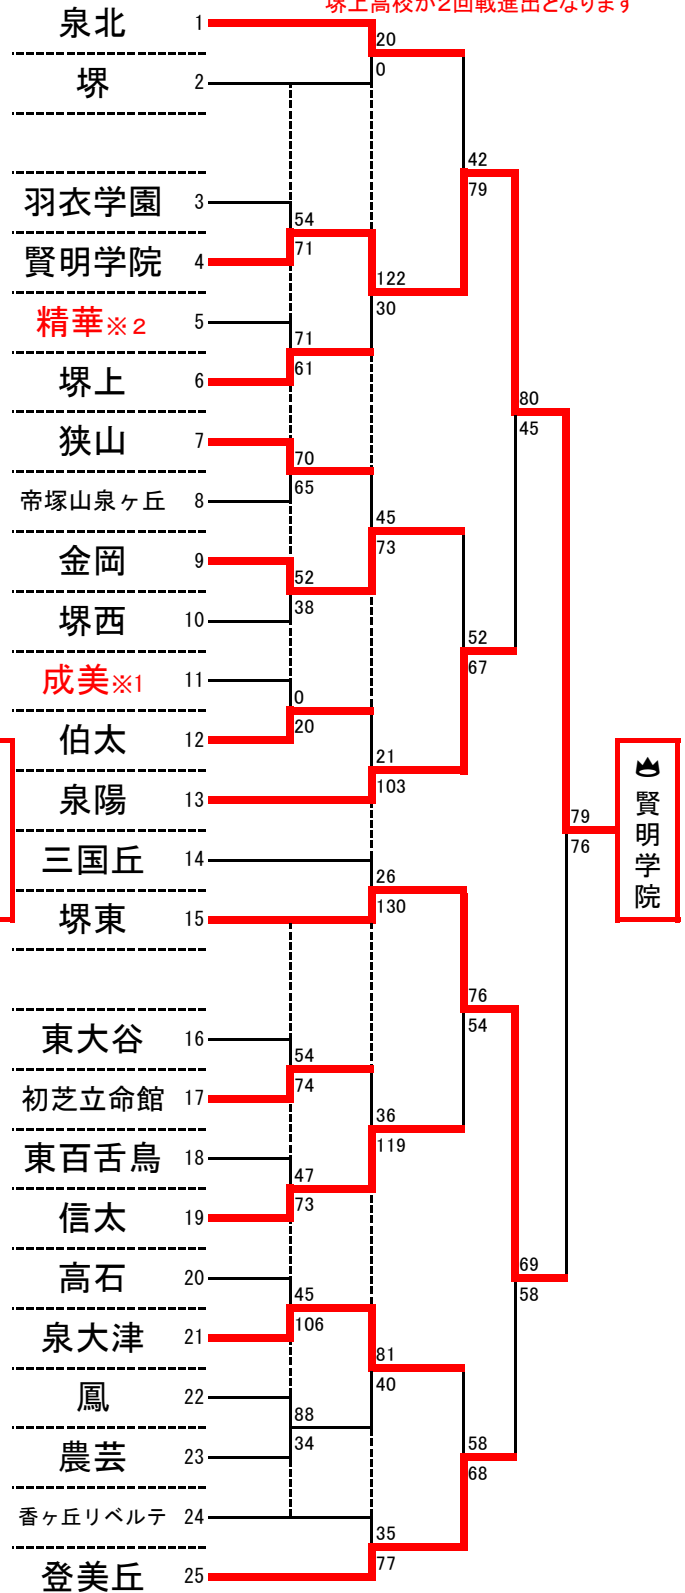 堺上高校が2回戦進出となります
泉北 1
20
0
堺 2
42
79
羽衣学園 3
54
71
賢明学院 4
122
30
精華※2 5
71
61
堺上 6
80
45
狭山 7
70
65
帝塚山泉ヶ丘 8
45
73
金岡 9
52
38
堺西 10
52
67
成美※1 11
0
20
伯太 12
21
103
泉陽 13
賢明学院
79
76
三国丘 14
26
130
堺東 15
76
54
東大谷 16
54
74
初芝立命館 17
36
119
東百舌鳥 18
47
73
信太 19
69
58
高石 20
45
106
泉大津 21
81
40
鳳 22
88
34
農芸 23
58
68
香ヶ丘リベルテ 24
35
77
登美丘 25